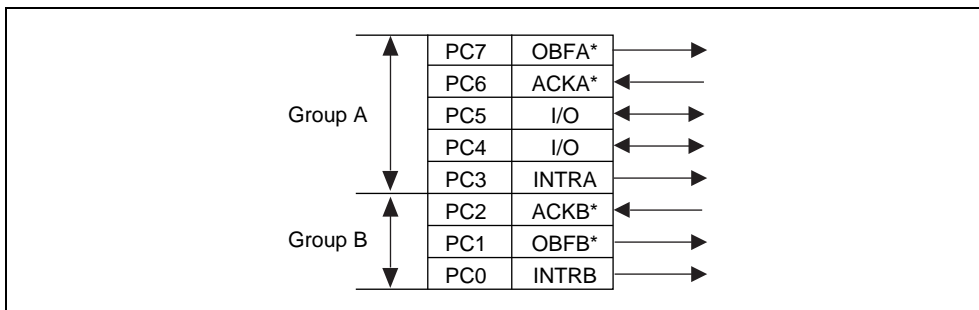 PC7 OBFA*
PC6 ACKA*
Group A PC5 I/O
PC4 I/O
PC3 INTRA
PC2 ACKB*
Group B PC1 OBFB*
PC0 INTRB